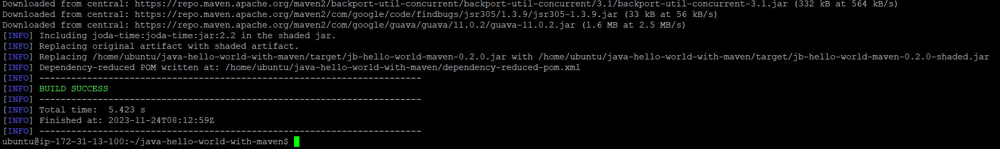 Downloaded from central: https://repo.maven.apache.org/maven2/backport-util-concurrent/backport-util-concurrent/3.1/backport-util-concurrent-3.1.jar (332 kB at 564 kB/s)
Downloaded from central: https://repo.maven.apache.org/maven2/com/google/code/findbugs/jsr305/1.3.9/jsr305-1.3.9.jar (33 kB at 56 kB/s)
Downloaded from central: https://repo.maven.apache.org/maven2/com/google/guava/guava/11.0.2/guava-11.0.2.jar (1.6 MB at 2.5 MB/s)
[INFO] Including joda-time:joda-time:jar:2.2 in the shaded jar.
[INFO] Replacing original artifact with shaded artifact.
[INFO] Replacing /home/ubuntu/java-hello-world-with-maven/target/jb-hello-world-maven-0.2.0.jar with /home/ubuntu/java-hello-world-with-maven/target/jb-hello-world-maven-0.2.0-shaded.jar
[INFO] Dependency-reduced POM written at: /home/ubuntu/java-hello-world-with-maven/dependency-reduced-pom.xml
[INFO] ------------------------------------------------------------------------
[INFO] BUILD SUCCESS
[INFO] ------------------------------------------------------------------------
[INFO] Total time:  5.423 s
[INFO] Finished at: 2023-11-24T08:12:59Z
[INFO] ------------------------------------------------------------------------
ubuntu@ip-172-31-13-100:~/java-hello-world-with-maven$